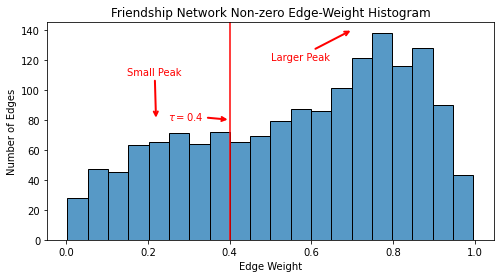 Friendship Network Non-zero Edge-Weight Histogram
140
120
100
80
60
40
20
0
Number of Edges
Small Peak
Larger Peak
τ = 0.4
0.0 0.2 0.4 0.6 0.8 1.0
Edge Weight